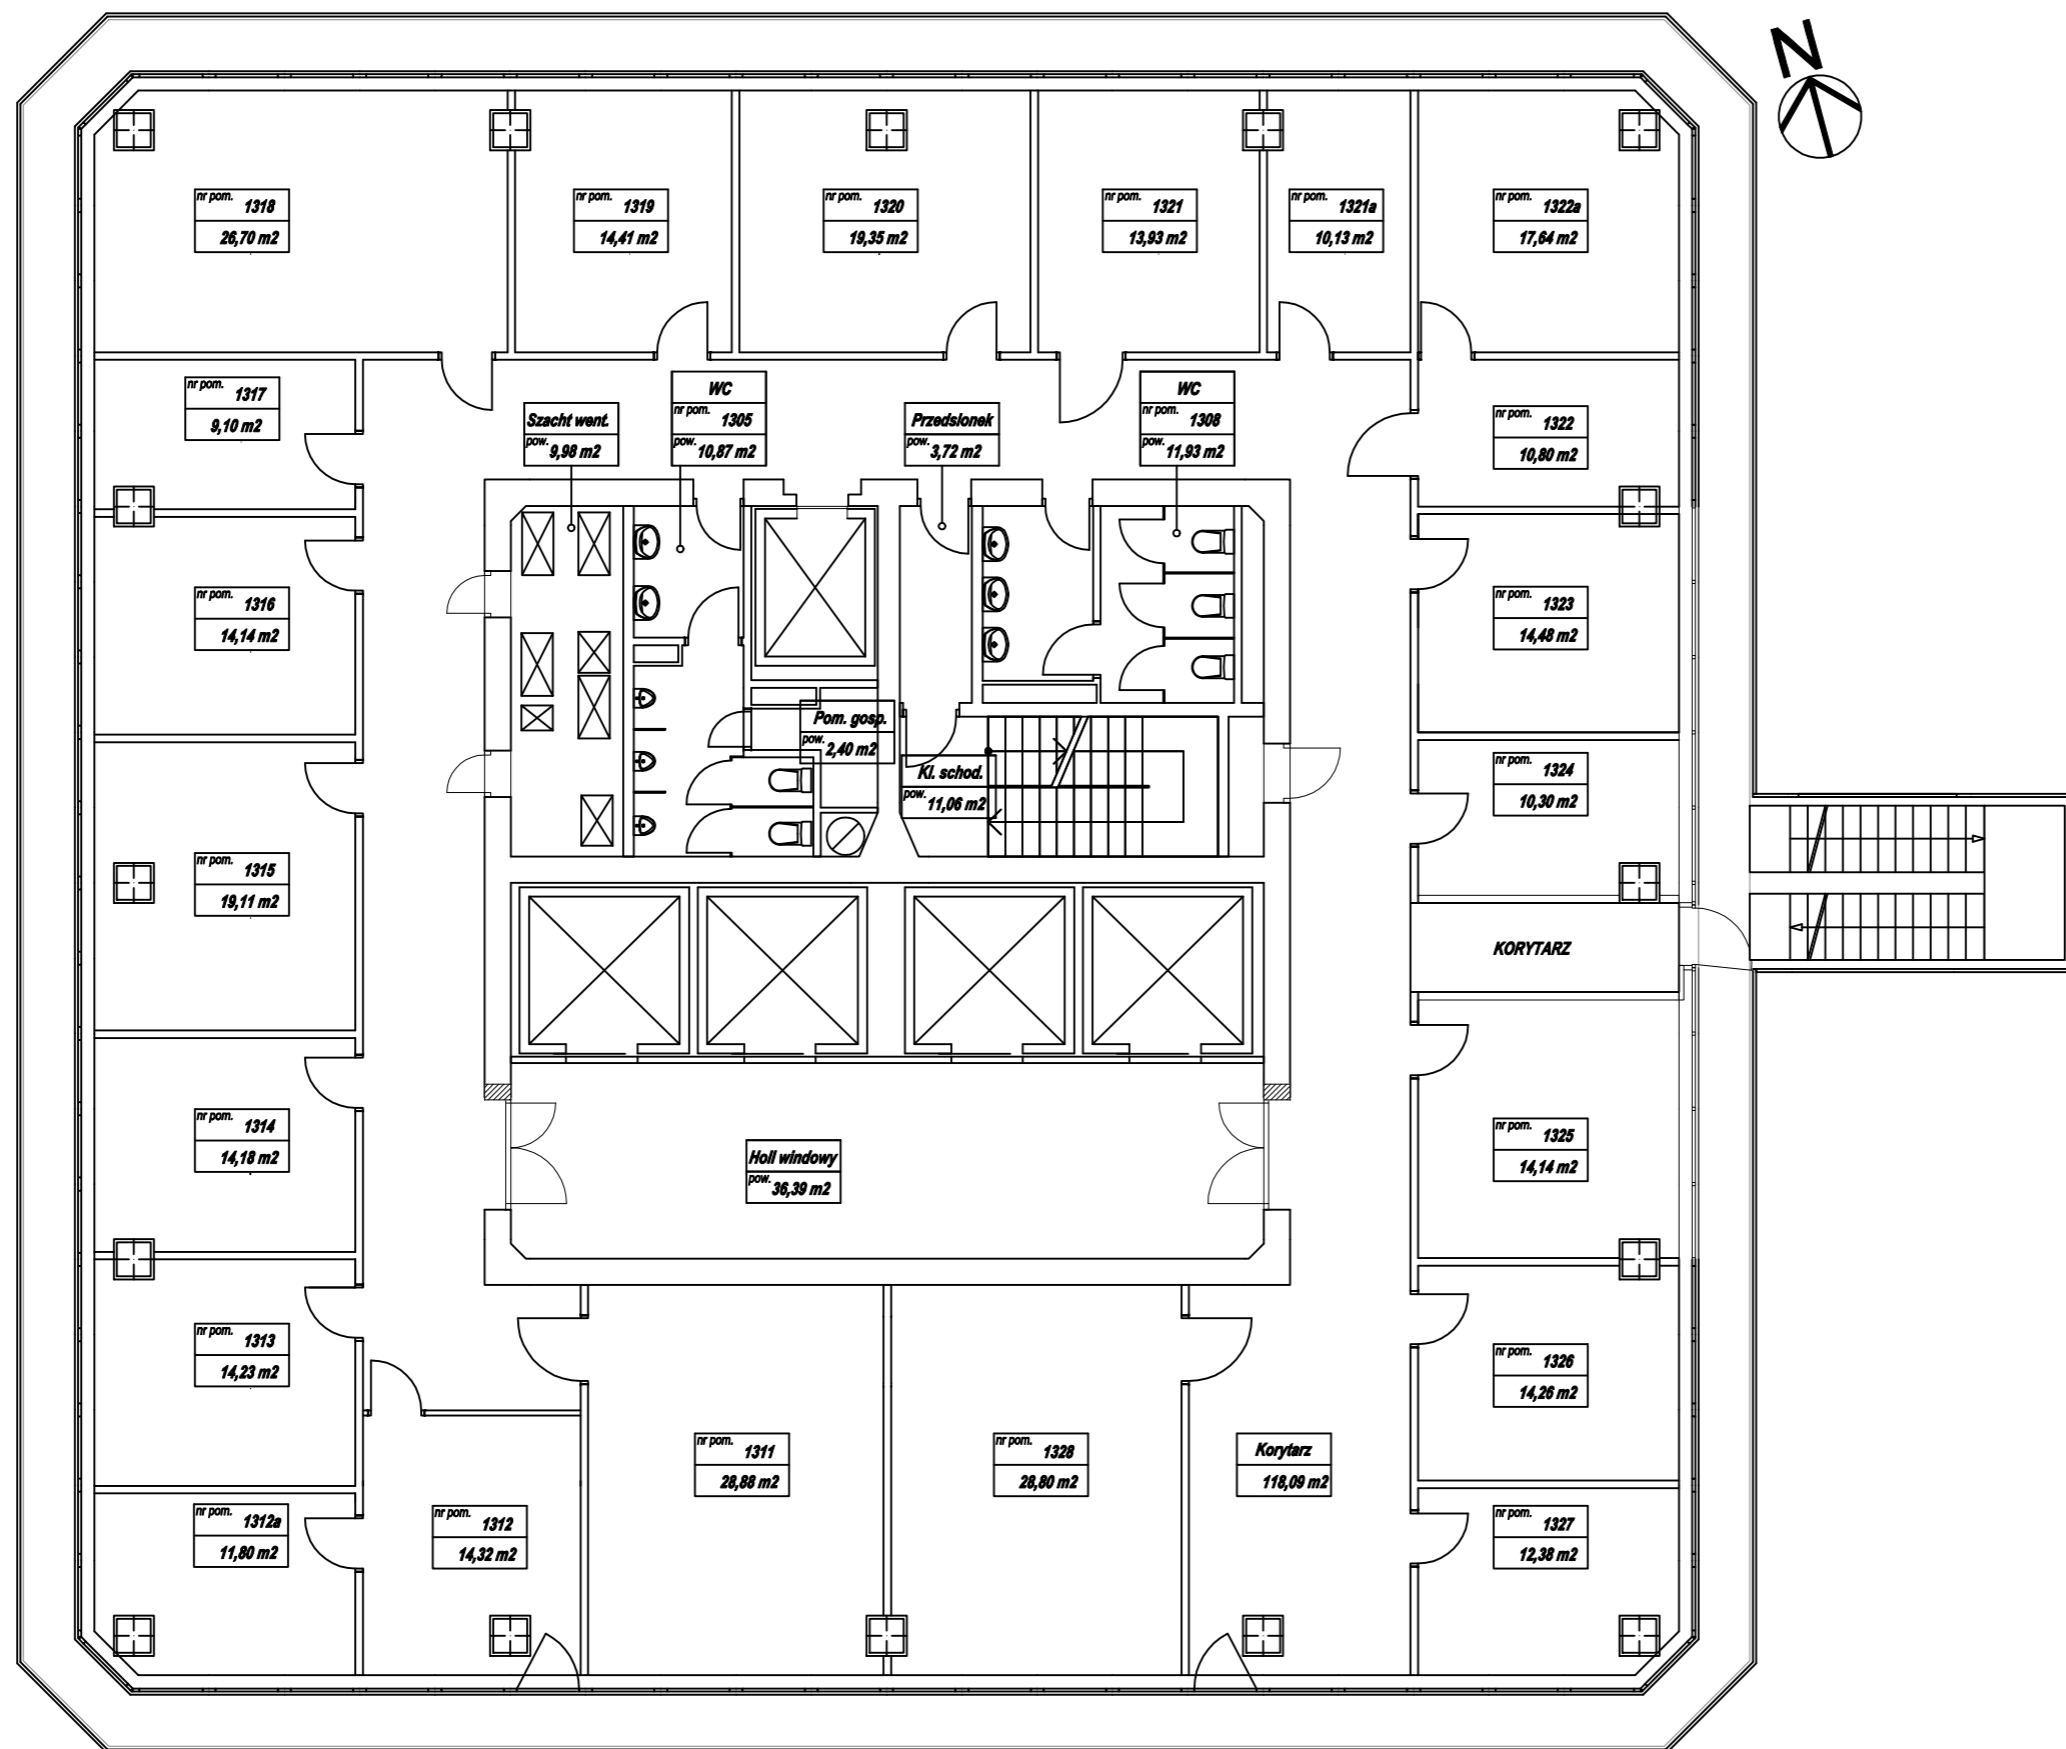 N
nr pom. 1318
26,70 m2
nr pom. 1319
14,41 m2
nr pom. 1320
19,35 m2
nr pom. 1321
13,93 m2
nr pom. 1321a
10,13 m2
nr pom. 1322a
17,64 m2
nr pom. 1317
9,10 m2
Szacht went.
pow. 9,98 m2
WC
nr pom. 1305
pow. 10,87 m2
Przedsionek
pow. 3,72 m2
WC
nr pom. 1308
pow. 11,93 m2
nr pom. 1322
10,80 m2
nr pom. 1316
14,14 m2
nr pom. 1323
14,48 m2
Pom. gosp.
pow. 2,40 m2
Kl. schod.
pow. 11,06 m2
nr pom. 1324
10,30 m2
nr pom. 1315
19,11 m2
KORYTARZ
nr pom. 1314
14,18 m2
Holl windowy
pow. 36,39 m2
nr pom. 1325
14,14 m2
nr pom. 1313
14,23 m2
nr pom. 1326
14,26 m2
nr pom. 1311
28,88 m2
nr pom. 1328
28,80 m2
Korytarz
118,09 m2
nr pom. 1312a
11,80 m2
nr pom. 1312
14,32 m2
nr pom. 1327
12,38 m2